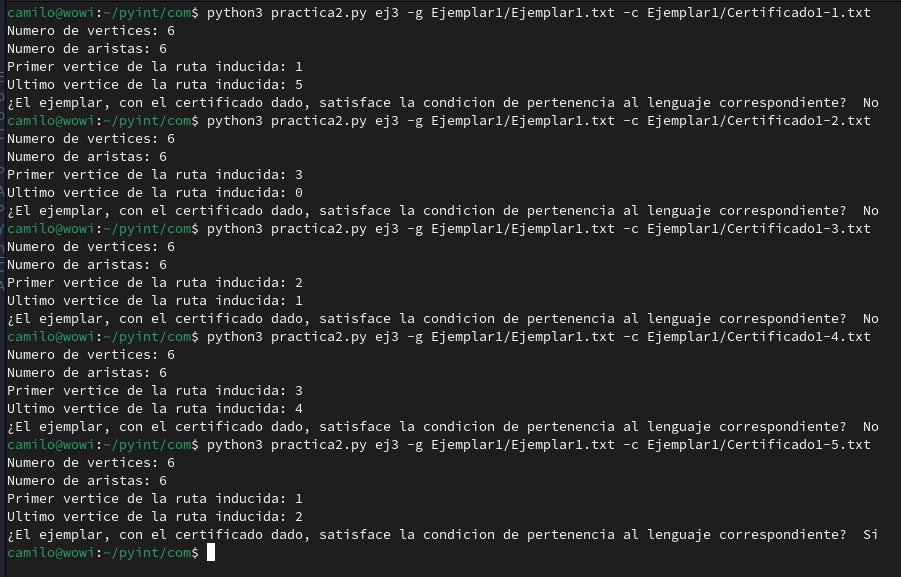 camilo@wowi:~/pyint/com$ python3 practica2.py ej3 -g Ejemplar1/Ejemplar1.txt -c Ejemplar1/Certificado1-1.txt
Numero de vertices: 6
Numero de aristas: 6
Primer vertice de la ruta inducida: 1
Ultimo vertice de la ruta inducida: 5
¿El ejemplar, con el certificado dado, satisface la condicion de pertenencia al lenguaje correspondiente?  No
camilo@wowi:~/pyint/com$ python3 practica2.py ej3 -g Ejemplar1/Ejemplar1.txt -c Ejemplar1/Certificado1-2.txt
Numero de vertices: 6
Numero de aristas: 6
Primer vertice de la ruta inducida: 3
Ultimo vertice de la ruta inducida: 0
¿El ejemplar, con el certificado dado, satisface la condicion de pertenencia al lenguaje correspondiente?  No
camilo@wowi:~/pyint/com$ python3 practica2.py ej3 -g Ejemplar1/Ejemplar1.txt -c Ejemplar1/Certificado1-3.txt
Numero de vertices: 6
Numero de aristas: 6
Primer vertice de la ruta inducida: 2
Ultimo vertice de la ruta inducida: 1
¿El ejemplar, con el certificado dado, satisface la condicion de pertenencia al lenguaje correspondiente?  No
camilo@wowi:~/pyint/com$ python3 practica2.py ej3 -g Ejemplar1/Ejemplar1.txt -c Ejemplar1/Certificado1-4.txt
Numero de vertices: 6
Numero de aristas: 6
Primer vertice de la ruta inducida: 3
Ultimo vertice de la ruta inducida: 4
¿El ejemplar, con el certificado dado, satisface la condicion de pertenencia al lenguaje correspondiente?  No
camilo@wowi:~/pyint/com$ python3 practica2.py ej3 -g Ejemplar1/Ejemplar1.txt -c Ejemplar1/Certificado1-5.txt
Numero de vertices: 6
Numero de aristas: 6
Primer vertice de la ruta inducida: 1
Ultimo vertice de la ruta inducida: 2
¿El ejemplar, con el certificado dado, satisface la condicion de pertenencia al lenguaje correspondiente?  Si
camilo@wowi:~/pyint/com$